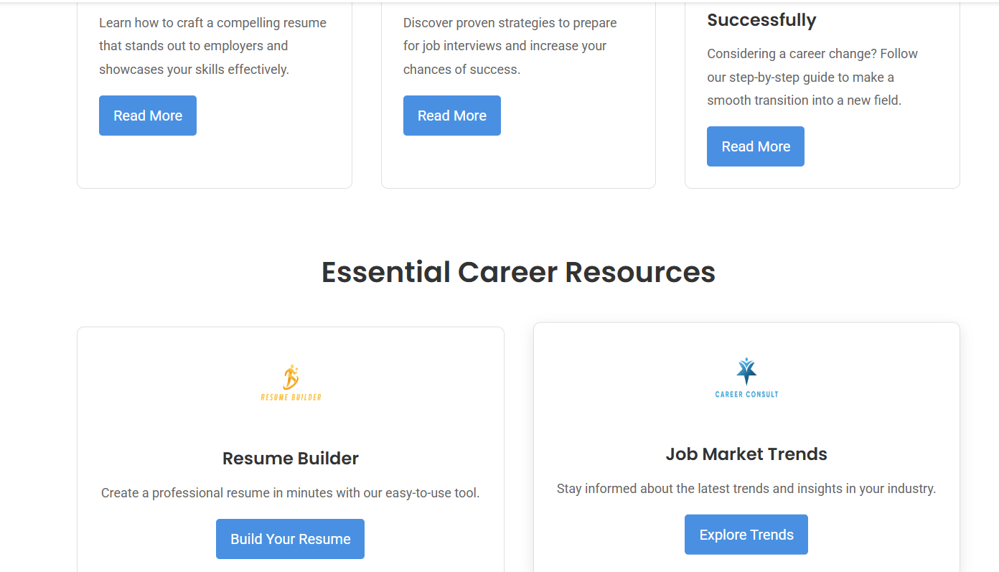 Learn how to craft a compelling resume
that stands out to employers and
showcases your skills effectively.
Read More
Discover proven strategies to prepare
for job interviews and increase your
chances of success.
Read More
Successfully
Considering a career change? Follow
our step-by-step guide to make a
smooth transition into a new field.
Read More
Essential Career Resources
RESUME BUILDER
Resume Builder
Create a professional resume in minutes with our easy-to-use tool.
Build Your Resume
CAREER CONSULT
Job Market Trends
Stay informed about the latest trends and insights in your industry.
Explore Trends